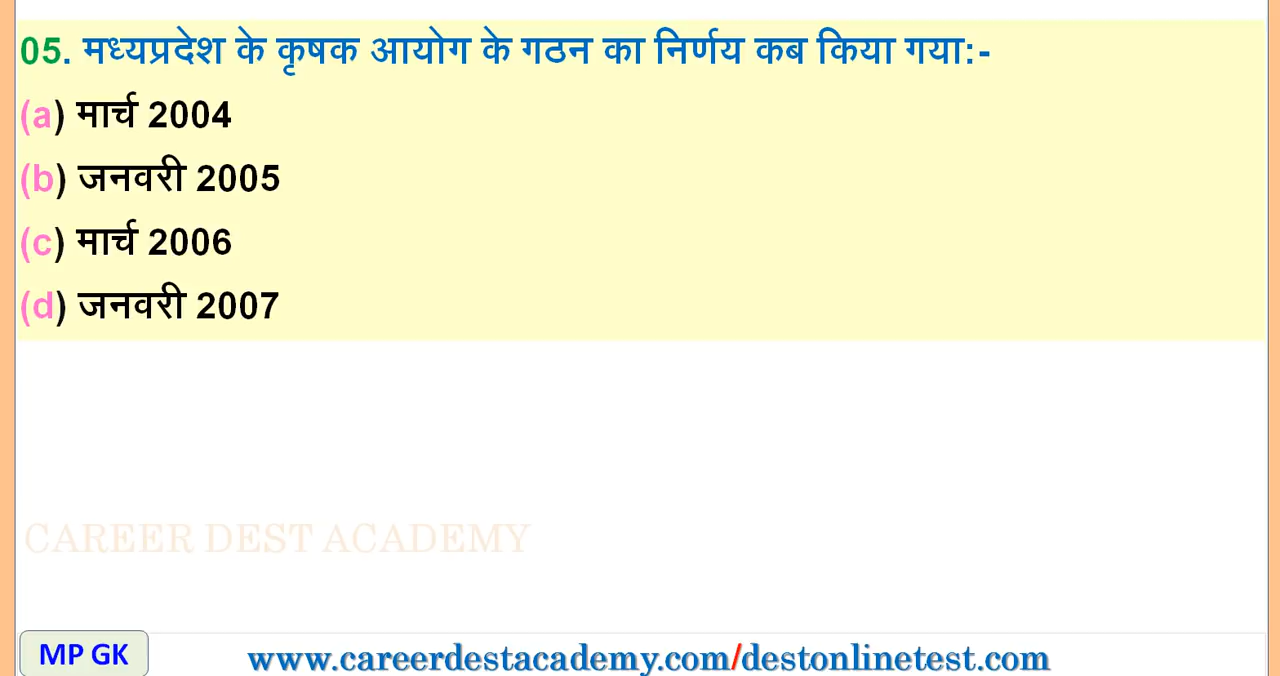 05. मध्यप्रदेश के कृषक आयोग के गठन का निर्णय कब किया गया:-
(a) मार्च 2004
(b) जनवरी 2005
(c) मार्च 2006
(d) जनवरी 2007
CAREER DEST ACADEMY
MP GK
www.careerdestacademy.com/destonlinetest.com